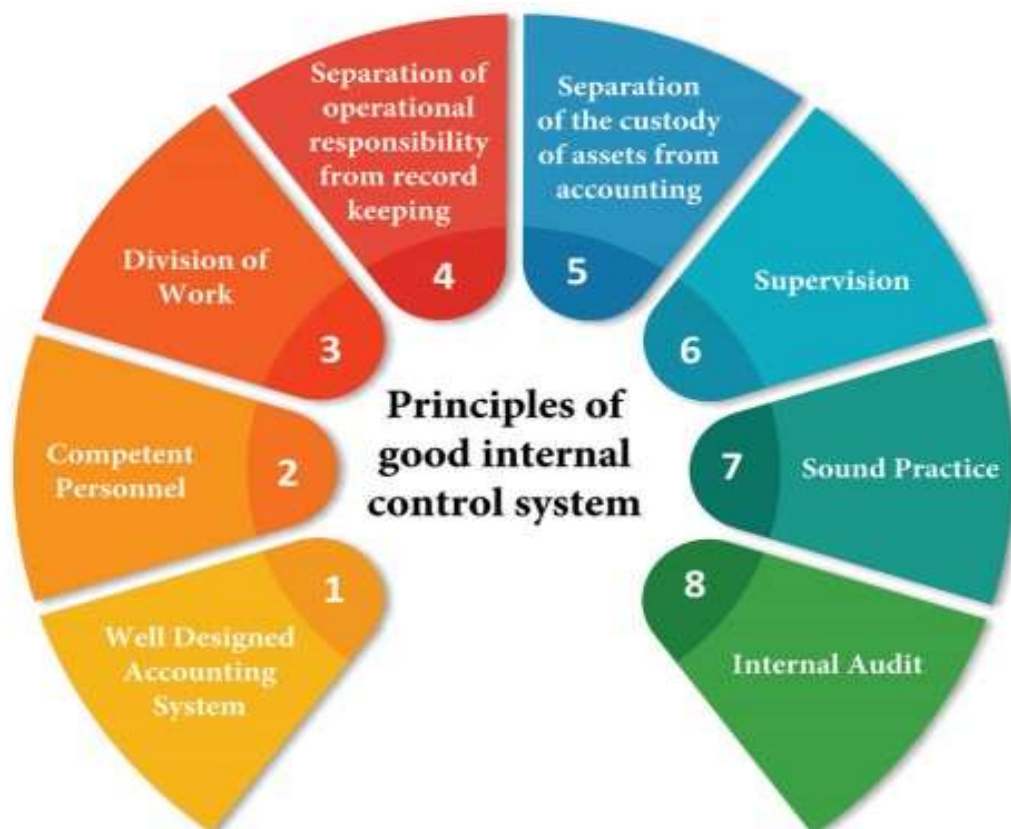 Principles of
good internal
control system
1
Well Designed
Accounting
System
2
Competent
Personnel
3
Division of
Work
4
Separation of
operational
responsibility
from record
keeping
5
Separation
of the custody
of assets from
accounting
6
Supervision
7
Sound Practice
8
Internal Audit